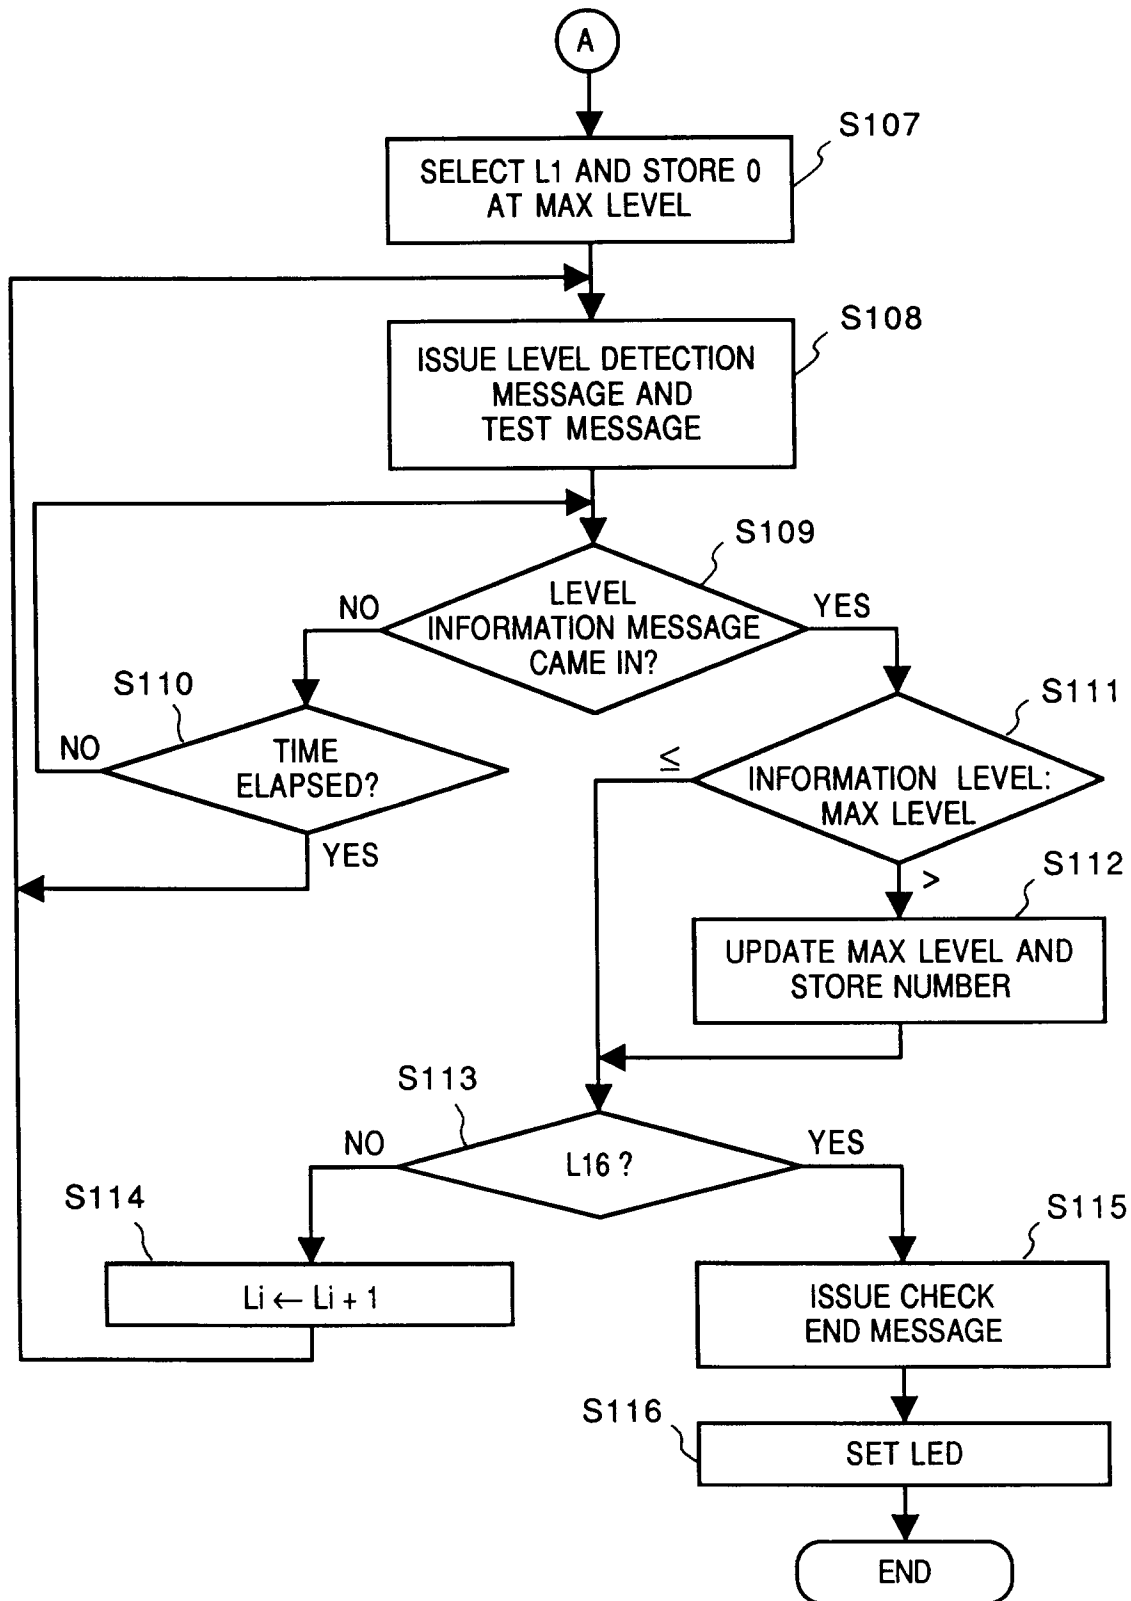 A
S107
SELECT L1 AND STORE 0
AT MAX LEVEL
S108
ISSUE LEVEL DETECTION
MESSAGE AND
TEST MESSAGE
S109
LEVEL
INFORMATION MESSAGE
CAME IN?
NO
YES
S110
TIME
ELAPSED?
NO
YES
S111
INFORMATION LEVEL:
MAX LEVEL
≤
>
S112
UPDATE MAX LEVEL AND
STORE NUMBER
S113
L16 ?
NO
YES
S114
Li ← Li + 1
S115
ISSUE CHECK
END MESSAGE
S116
SET LED
END